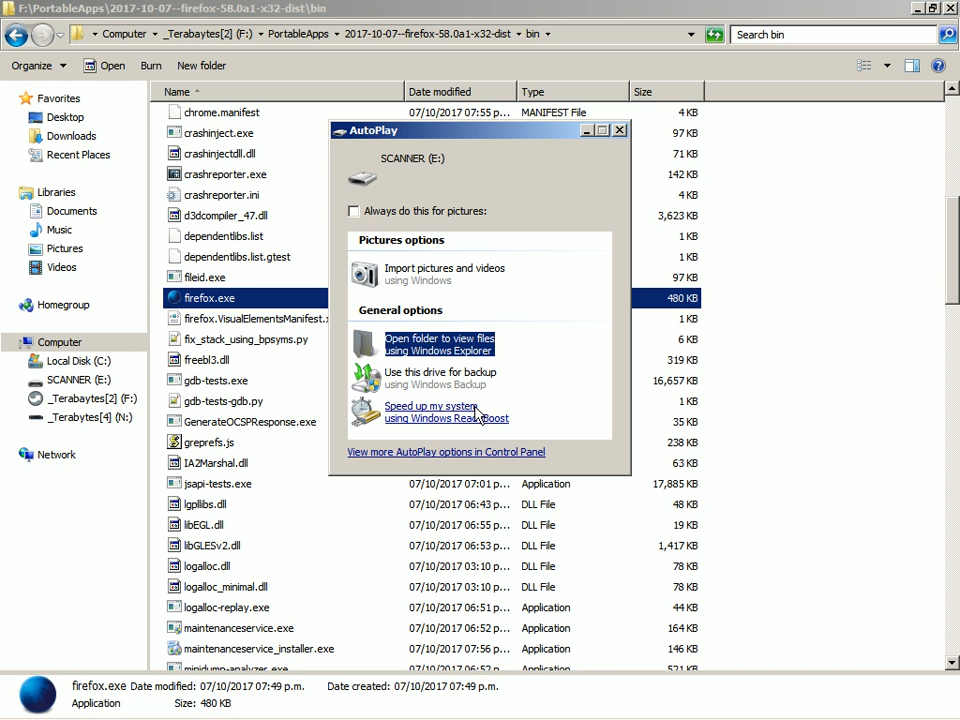 F:\PortableApps\2017-10-07--firefox-58.0a1-x32-dist\bin
Computer _Terabaytes[2] (F:) PortableApps 2017-10-07--firefox-58.0a1-x32-dist bin
Search bin
Organize Open Burn New folder
Name Date modified Type Size
Favorites
Desktop
Downloads
Recent Places
Libraries
Documents
Music
Pictures
Videos
Homegroup
Computer
Local Disk (C:)
SCANNER (E:)
_Terabaytes[2] (F:)
_Terabytes[4] (N:)
Network
chrome.manifest 07/10/2017 07:55 p... MANIFEST File 4 KB
crashinject.exe 97 KB
crashinjectdll.dll 71 KB
crashreporter.exe 142 KB
crashreporter.ini 4 KB
d3dcompiler_47.dll 3,623 KB
dependentlibs.list 1 KB
dependentlibs.list.gtest 1 KB
fileid.exe 97 KB
firefox.exe 480 KB
firefox.VisualElementsManifest.x 1 KB
fix_stack_using_bpsyms.py 6 KB
freebl3.dll 319 KB
gdb-tests.exe 16,657 KB
gdb-tests-gdb.py 1 KB
GenerateOCSPResponse.exe 35 KB
greprefs.js 238 KB
IA2Marshal.dll 63 KB
jsapi-tests.exe 07/10/2017 07:01 p... Application 17,885 KB
lgpllibs.dll 07/10/2017 06:43 p... DLL File 48 KB
libEGL.dll 07/10/2017 06:55 p... DLL File 19 KB
libGLESv2.dll 07/10/2017 06:53 p... DLL File 1,417 KB
logalloc.dll 07/10/2017 03:10 p... DLL File 78 KB
logalloc_minimal.dll 07/10/2017 03:10 p... DLL File 78 KB
logalloc-replay.exe 07/10/2017 06:51 p... Application 44 KB
maintenanceservice.exe 07/10/2017 06:52 p... Application 164 KB
maintenanceservice_installer.exe 07/10/2017 07:56 p... Application 146 KB
minidump-analyzer.exe 07/10/2017 06:52 p... Application 521 KB
AutoPlay
SCANNER (E:)
Always do this for pictures:
Pictures options
Import pictures and videos
using Windows
General options
Open folder to view files
using Windows Explorer
Use this drive for backup
using Windows Backup
Speed up my system
using Windows ReadyBoost
View more AutoPlay options in Control Panel
firefox.exe Date modified: 07/10/2017 07:49 p.m. Date created: 07/10/2017 07:49 p.m.
Application Size: 480 KB